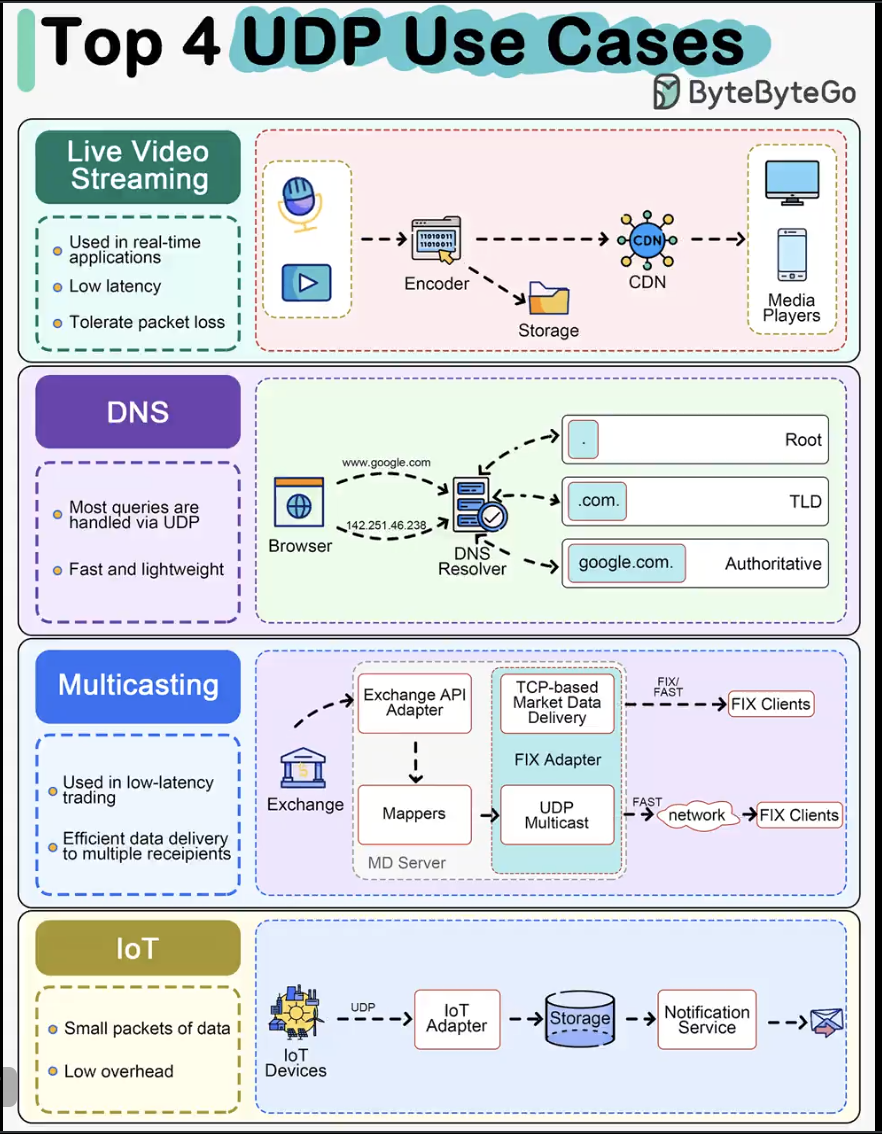 Top 4 UDP Use Cases
ByteByteGo
Live Video
Streaming
Used in real-time
applications
Low latency
Tolerate packet loss
11010011
11010011
Encoder
Storage
CDN
CDN
Media
Players
DNS
Most queries are
handled via UDP
Fast and lightweight
Browser
www.google.com
142.251.46.238
DNS
Resolver
.
Root
.com.
TLD
google.com.
Authoritative
Multicasting
Used in low-latency
trading
Efficient data delivery
to multiple receipients
Exchange
Exchange API
Adapter
Mappers
MD Server
TCP-based
Market Data
Delivery
FIX Adapter
UDP
Multicast
FIX/
FAST
FIX Clients
FAST
network
FIX Clients
IoT
Small packets of data
Low overhead
IoT
Devices
UDP
IoT
Adapter
Storage
Notification
Service